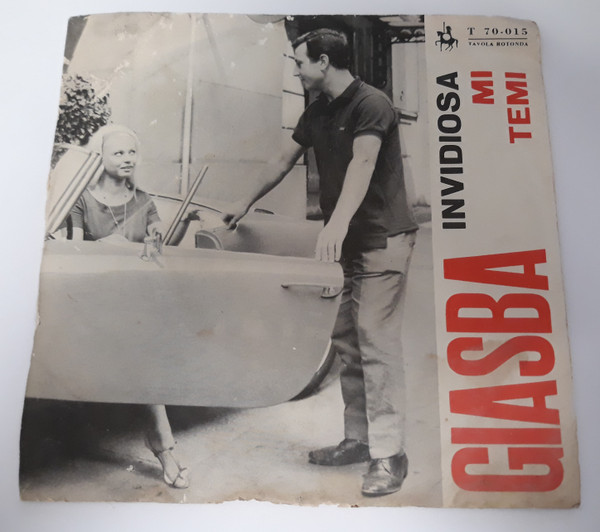 T 70-015
TAVOLA ROTONDA
INVIDIOSA
MI
TEMI
GIASBA